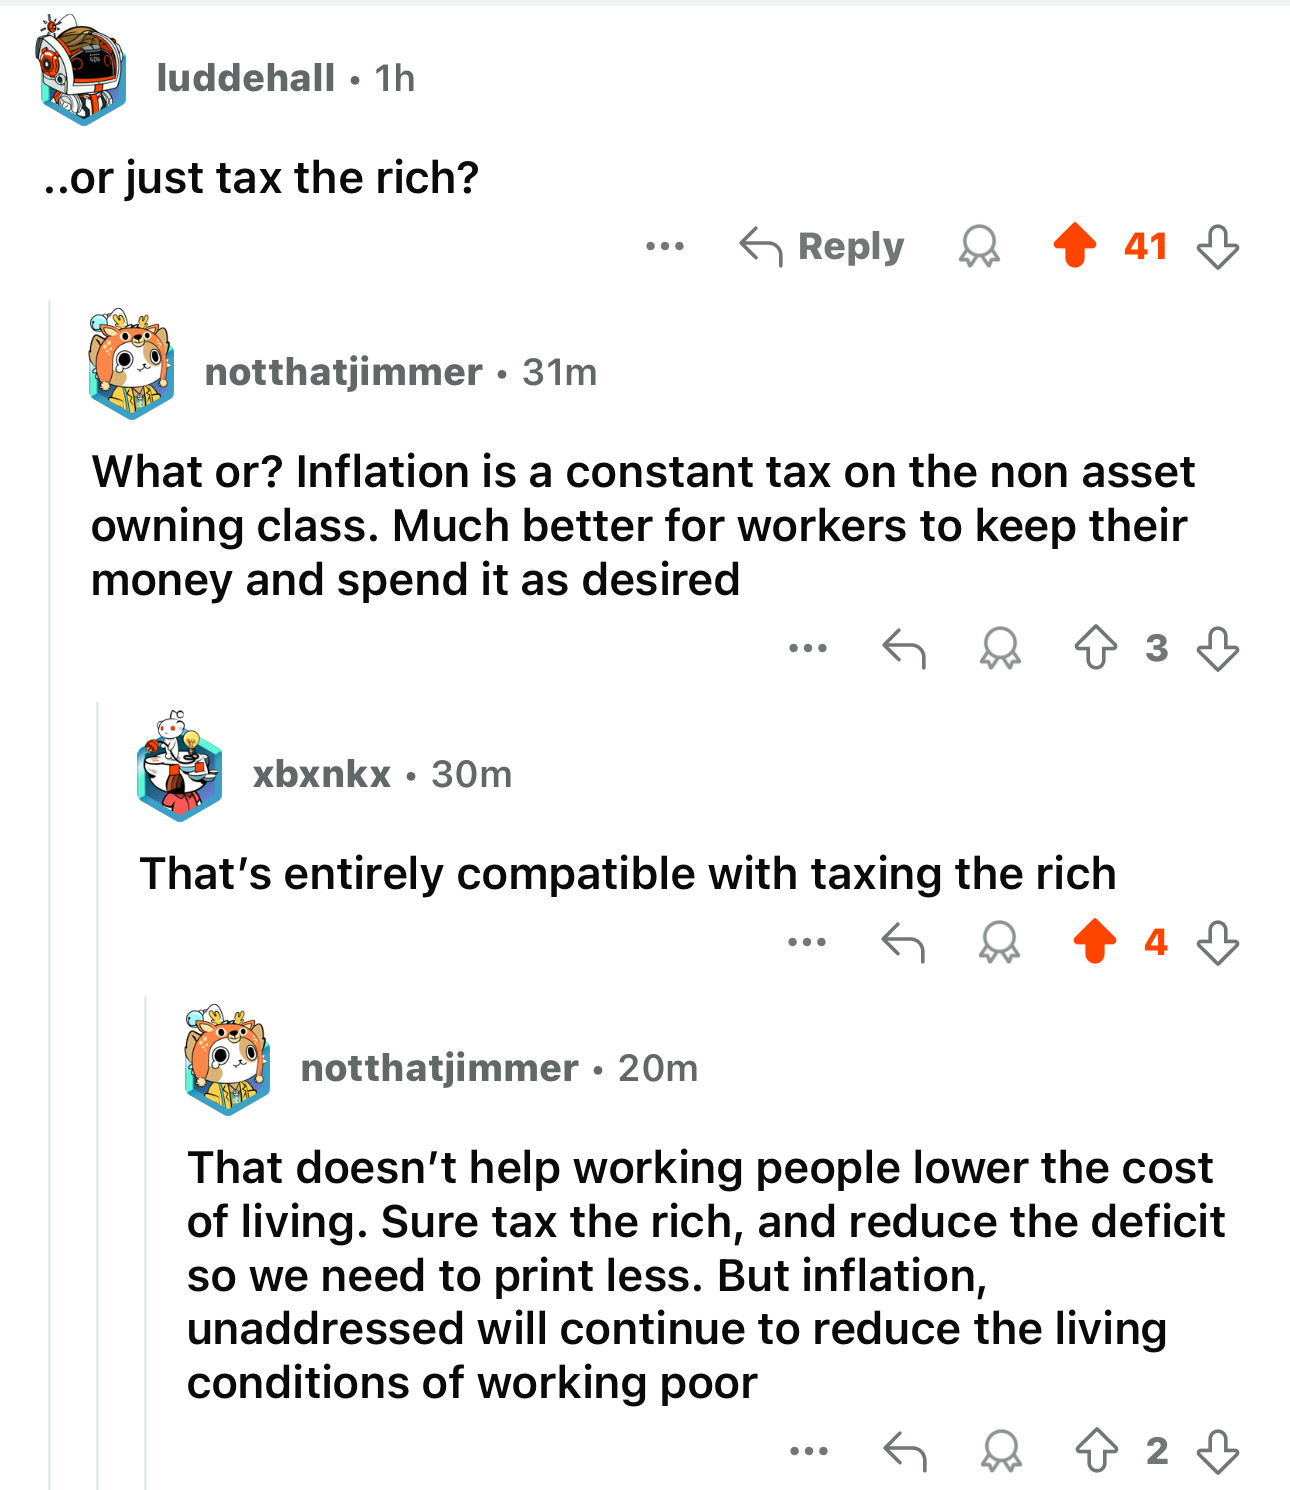 luddehall • 1h
..or just tax the rich?
... Reply 41
notthatjimmer • 31m
What or? Inflation is a constant tax on the non asset
owning class. Much better for workers to keep their
money and spend it as desired
... 3
xbxnkx • 30m
That’s entirely compatible with taxing the rich
... 4
notthatjimmer • 20m
That doesn’t help working people lower the cost
of living. Sure tax the rich, and reduce the deficit
so we need to print less. But inflation,
unaddressed will continue to reduce the living
conditions of working poor
... 2